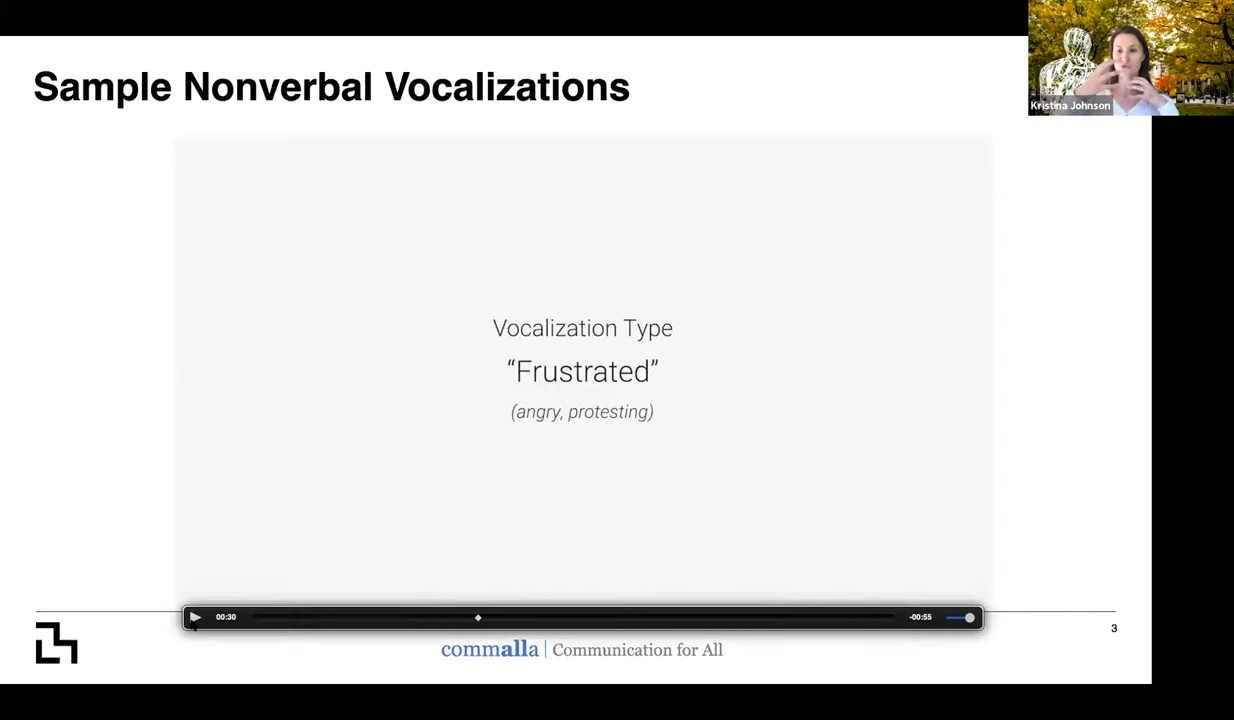 Sample Nonverbal Vocalizations
Kristina Johnson
Vocalization Type
“Frustrated”
(angry, protesting)
00:30
-00:55
3
commalla | Communication for All